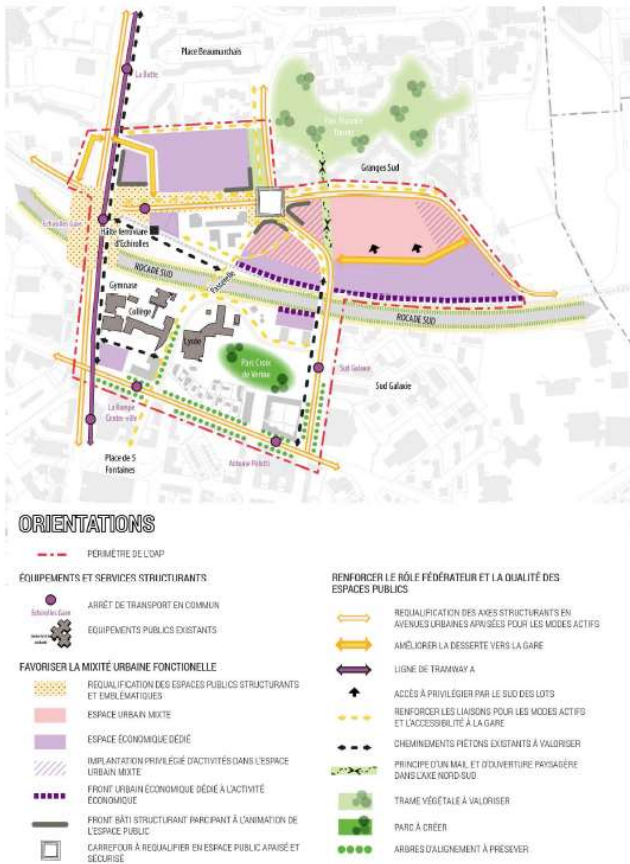 Place Beaumarchais
La Butte
Parc Maurice
Thorez
Granges Sud
Echirolles Gare
Halte ferroviaire
d'Echirolles
ROCADE SUD
Passerelle
Gymnase
Collège
Lycée
ROCADE SUD
Parc Croix
de Vérine
Sud Galaxie
Sud Galaxie
La Rampe
Centre-ville
Place de 5
Fontaines
ORIENTATIONS
PÉRIMÈTRE DE L'OAP
ÉQUIPEMENTS ET SERVICES STRUCTURANTS
Echirolles Gare
ARRÊT DE TRANSPORT EN COMMUN
EQUIPEMENTS PUBLICS EXISTANTS
FAVORISER LA MIXITÉ URBAINE FONCTIONELLE
REQUALIFICATION DES ESPACES PUBLICS STRUCTURANTS
ET EMBLÉMATIQUES
ESPACE URBAIN MIXTE
ESPACE ÉCONOMIQUE DÉDIÉ
IMPLANTATION PRIVILÉGIÉ D'ACTIVITÉS DANS L'ESPACE
URBAIN MIXTE
FRONT URBAIN ÉCONOMIQUE DÉDIÉ À L'ACTIVITÉ
ÉCONOMIQUE
FRONT BÂTI STRUCTURANT PARCIPANT À L'ANIMATION DE
L'ESPACE PUBLIC
CARREFOUR À REQUALIFIER EN ESPACE PUBLIC APAISÉ ET
SÉCURISÉ
RENFORCER LE RÔLE FÉDÉRATEUR ET LA QUALITÉ DES
ESPACES PUBLICS
REQUALIFICATION DES AXES STRUCTURANTS EN
AVENUES URBAINES APAISÉES POUR LES MODES ACTIFS
AMÉLIORER LA DESSERTE VERS LA GARE
LIGNE DE TRAMWAY A
ACCÈS À PRIVILÉGIER PAR LE SUD DES LOTS
RENFORCER LES LIAISONS POUR LES MODES ACTIFS
ET L'ACCESSIBILITÉ À LA GARE
CHEMINEMENTS PIÉTONS EXISTANTS À VALORISER
PRINCIPE D'UN MAIL ET D'OUVERTURE PAYSAGÈRE
DANS L'AXE NORD-SUD
TRAME VÉGÉTALE À VALORISER
PARC À CRÉER
ARBRES D'ALIGNEMENT À PRÉSERVER